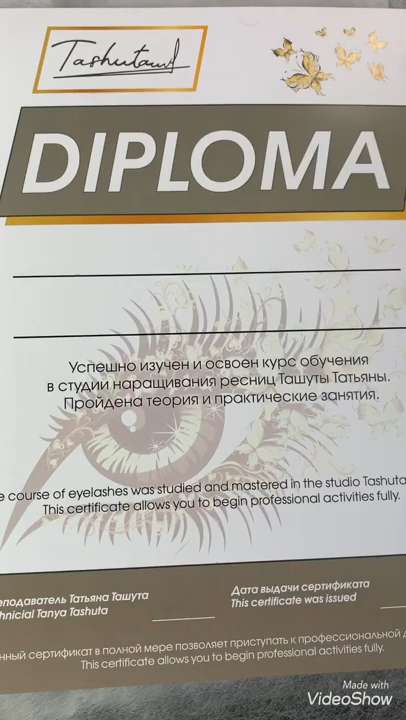 Tashutawl
DIPLOMA
Успешно изучен и освоен курс обучения
в студии наращивания ресниц Ташуты Татьяны.
Пройдена теория и практические занятия.
e course of eyelashes was studied and mastered in the studio Tashuta
This certificate allows you to begin professional activities fully.
еподаватель Татьяна Ташута
Дата выдачи сертификата
hnicial Tanya Tashuta
This certificate was issued
нный сертификат в полной мере позволяет приступать к профессиональной д
This certificate allows you to begin professional activities fully.
Made with
VideoShow